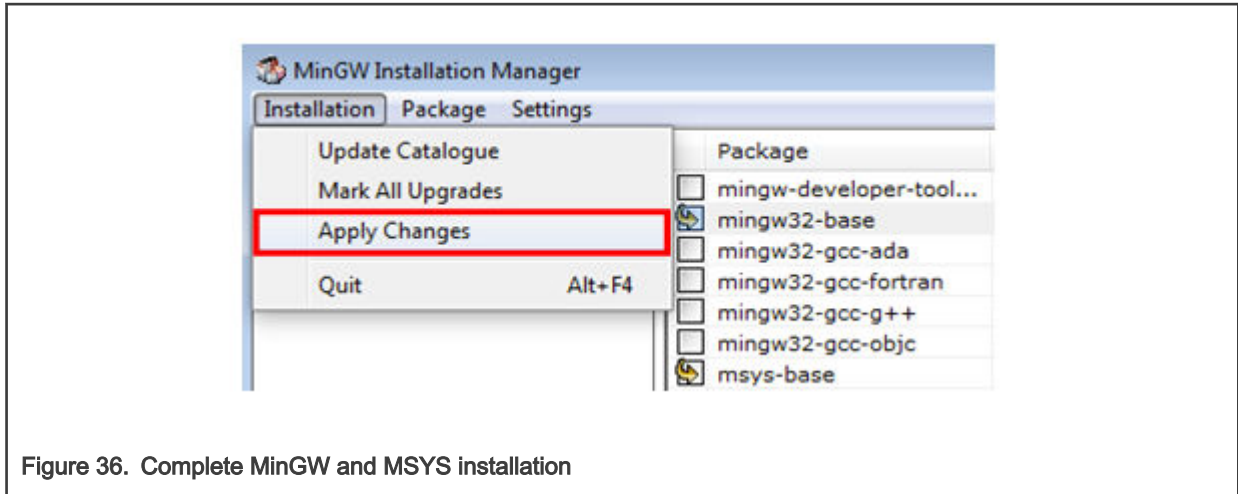 MinGW Installation Manager
Installation Package Settings
Update Catalogue
Mark All Upgrades
Apply Changes
Quit Alt+F4
Package
mingw-developer-tool...
mingw32-base
mingw32-gcc-ada
mingw32-gcc-fortran
mingw32-gcc-g++
mingw32-gcc-objc
msys-base
Figure 36. Complete MinGW and MSYS installation